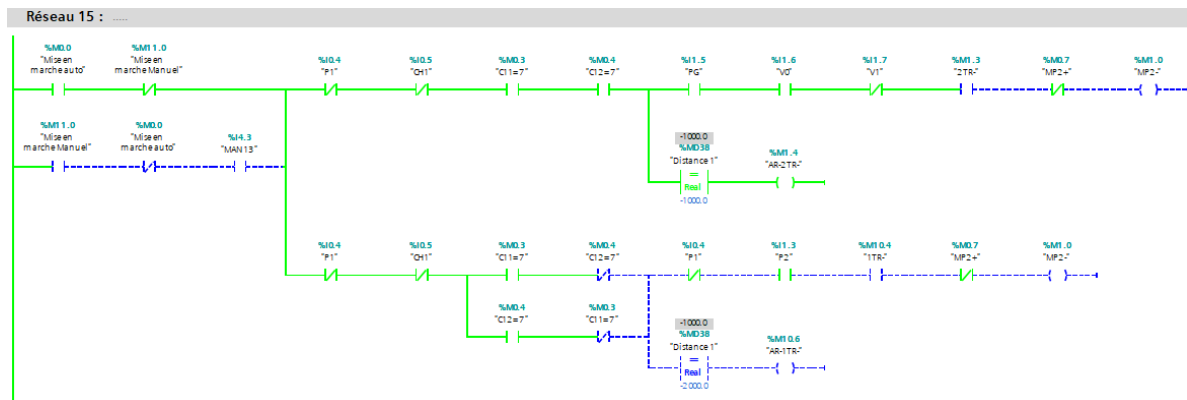 Réseau 15 : .....
%M0.0 %M11.0
"Mise en "Mise en %I0.4 %I0.5 %M0.3 %M0.4 %I1.5 %I1.6 %I1.7 %M1.3 %M0.7 %M1.0
marche auto" marche Manuel" "P1" "CH1" "C11=7" "C12=7" "PG" "V0" "V1" "2TR-" "MP2+" "MP2-"
%M11.0 %M0.0
"Mise en "Mise en %I4.3
marche Manuel" marche auto" "MAN13"
-1000.0
%MD38 %M1.4
"Distance 1" "AR-2TR-"
=
Real
-1000.0
%I0.4 %I0.5 %M0.3 %M0.4 %I0.4 %I1.3 %M10.4 %M0.7 %M1.0
"P1" "CH1" "C11=7" "C12=7" "P1" "P2" "1TR-" "MP2+" "MP2-"
%M0.4 %M0.3
"C12=7" "C11=7"
-1000.0
%MD38 %M10.6
"Distance 1" "AR-1TR-"
=
Real
-2000.0